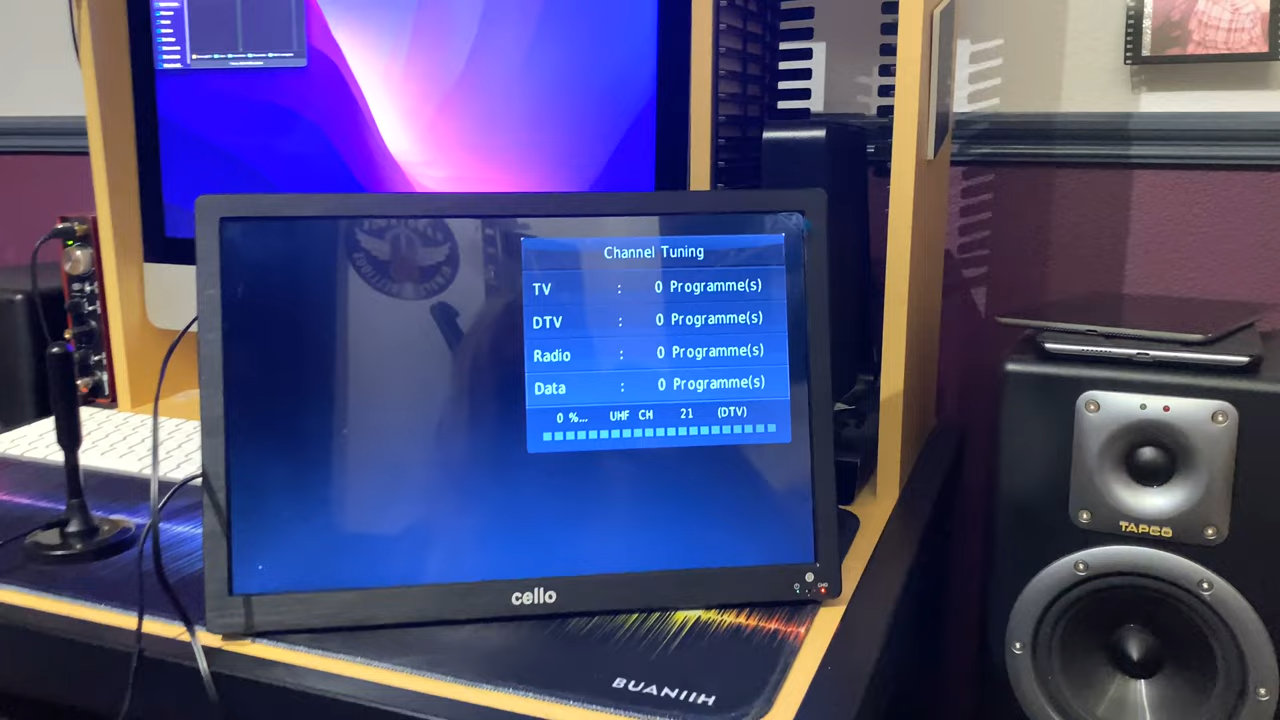 Channel Tuning
TV : 0 Programme(s)
DTV : 0 Programme(s)
Radio : 0 Programme(s)
Data : 0 Programme(s)
0 %... UHF CH 21 (DTV)
cello
TAPCO
BUANIIH